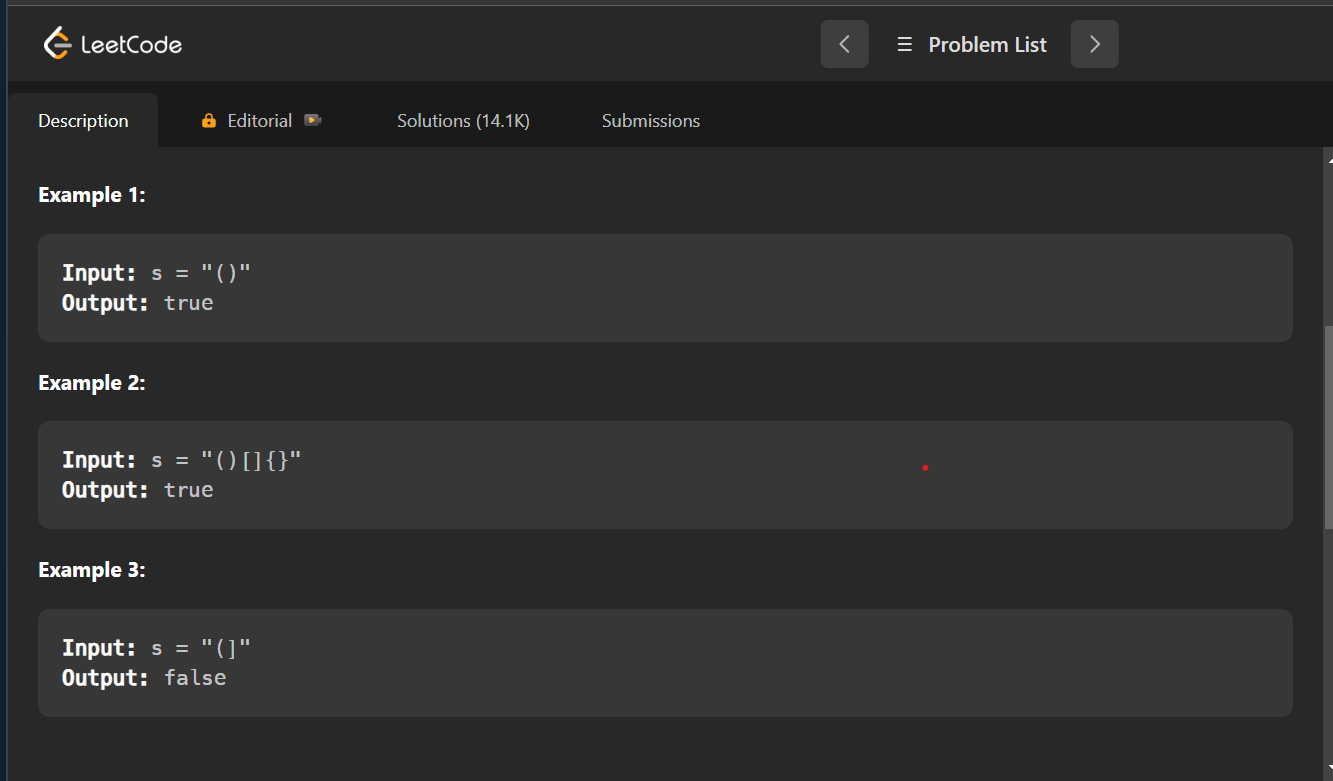 LeetCode
Problem List
Description
Editorial
Solutions (14.1K)
Submissions
Example 1:
Input: s = "()"
Output: true
Example 2:
Input: s = "()[]{}"
Output: true
Example 3:
Input: s = "(]"
Output: false